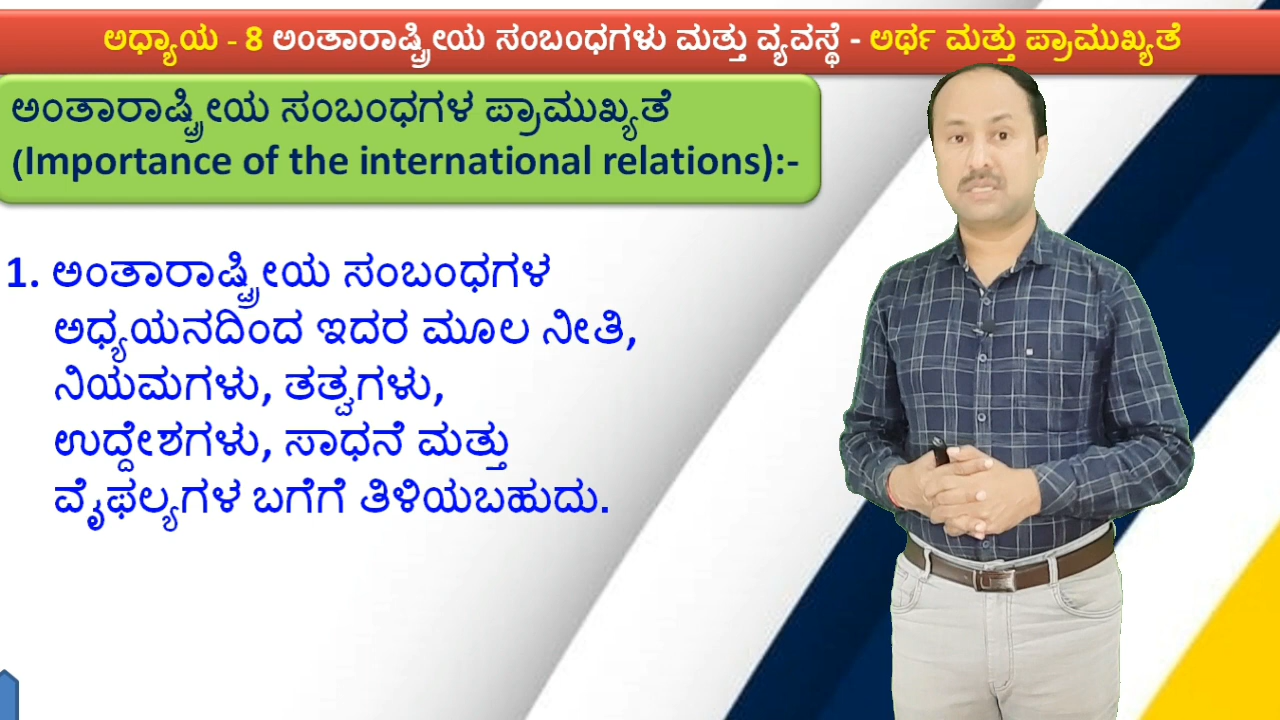 ಅಧ್ಯಾಯ - 8 ಅಂತಾರಾಷ್ಟ್ರೀಯ ಸಂಬಂಧಗಳು ಮತ್ತು ವ್ಯವಸ್ಥೆ - ಅರ್ಥ ಮತ್ತು ಪ್ರಾಮುಖ್ಯತೆ
ಅಂತಾರಾಷ್ಟ್ರೀಯ ಸಂಬಂಧಗಳ ಪ್ರಾಮುಖ್ಯತೆ
(Importance of the international relations):-
1. ಅಂತಾರಾಷ್ಟ್ರೀಯ ಸಂಬಂಧಗಳ
ಅಧ್ಯಯನದಿಂದ ಇದರ ಮೂಲ ನೀತಿ,
ನಿಯಮಗಳು, ತತ್ವಗಳು,
ಉದ್ದೇಶಗಳು, ಸಾಧನೆ ಮತ್ತು
ವೈಫಲ್ಯಗಳ ಬಗೆಗೆ ತಿಳಿಯಬಹುದು.